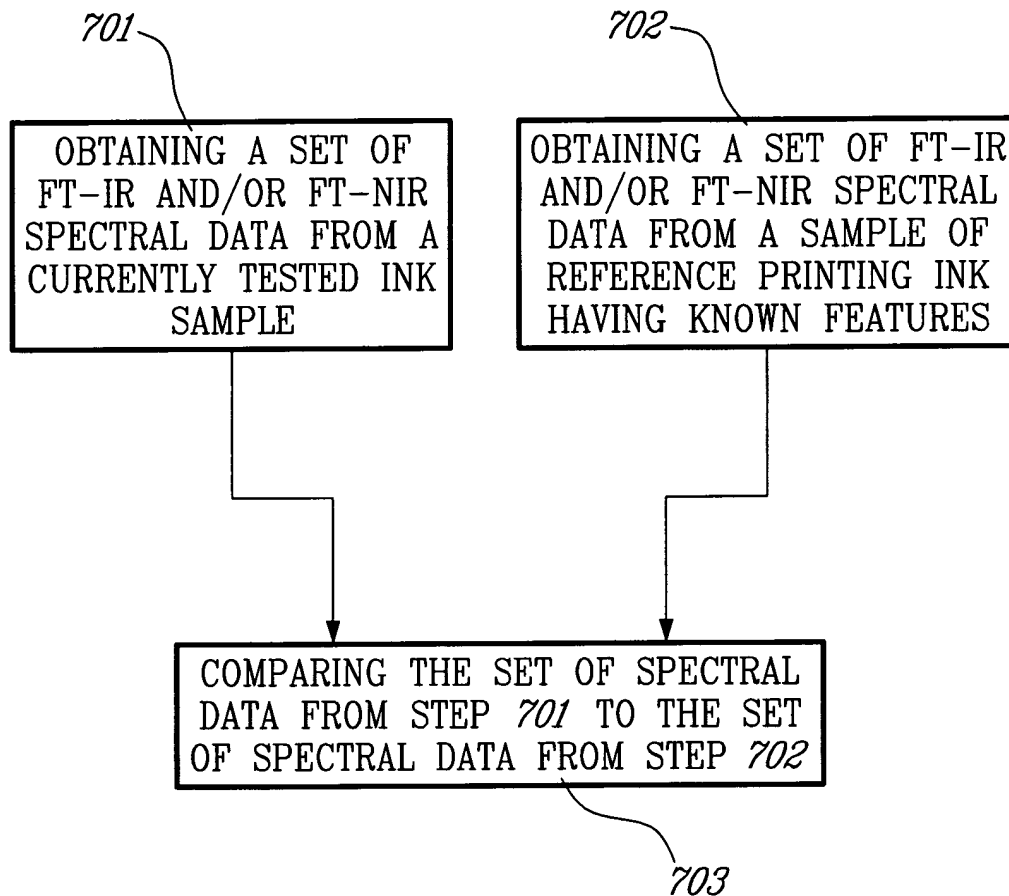 701
OBTAINING A SET OF
FT-IR AND/OR FT-NIR
SPECTRAL DATA FROM A
CURRENTLY TESTED INK
SAMPLE
702
OBTAINING A SET OF FT-IR
AND/OR FT-NIR SPECTRAL
DATA FROM A SAMPLE OF
REFERENCE PRINTING INK
HAVING KNOWN FEATURES
COMPARING THE SET OF SPECTRAL
DATA FROM STEP 701 TO THE SET
OF SPECTRAL DATA FROM STEP 702
703